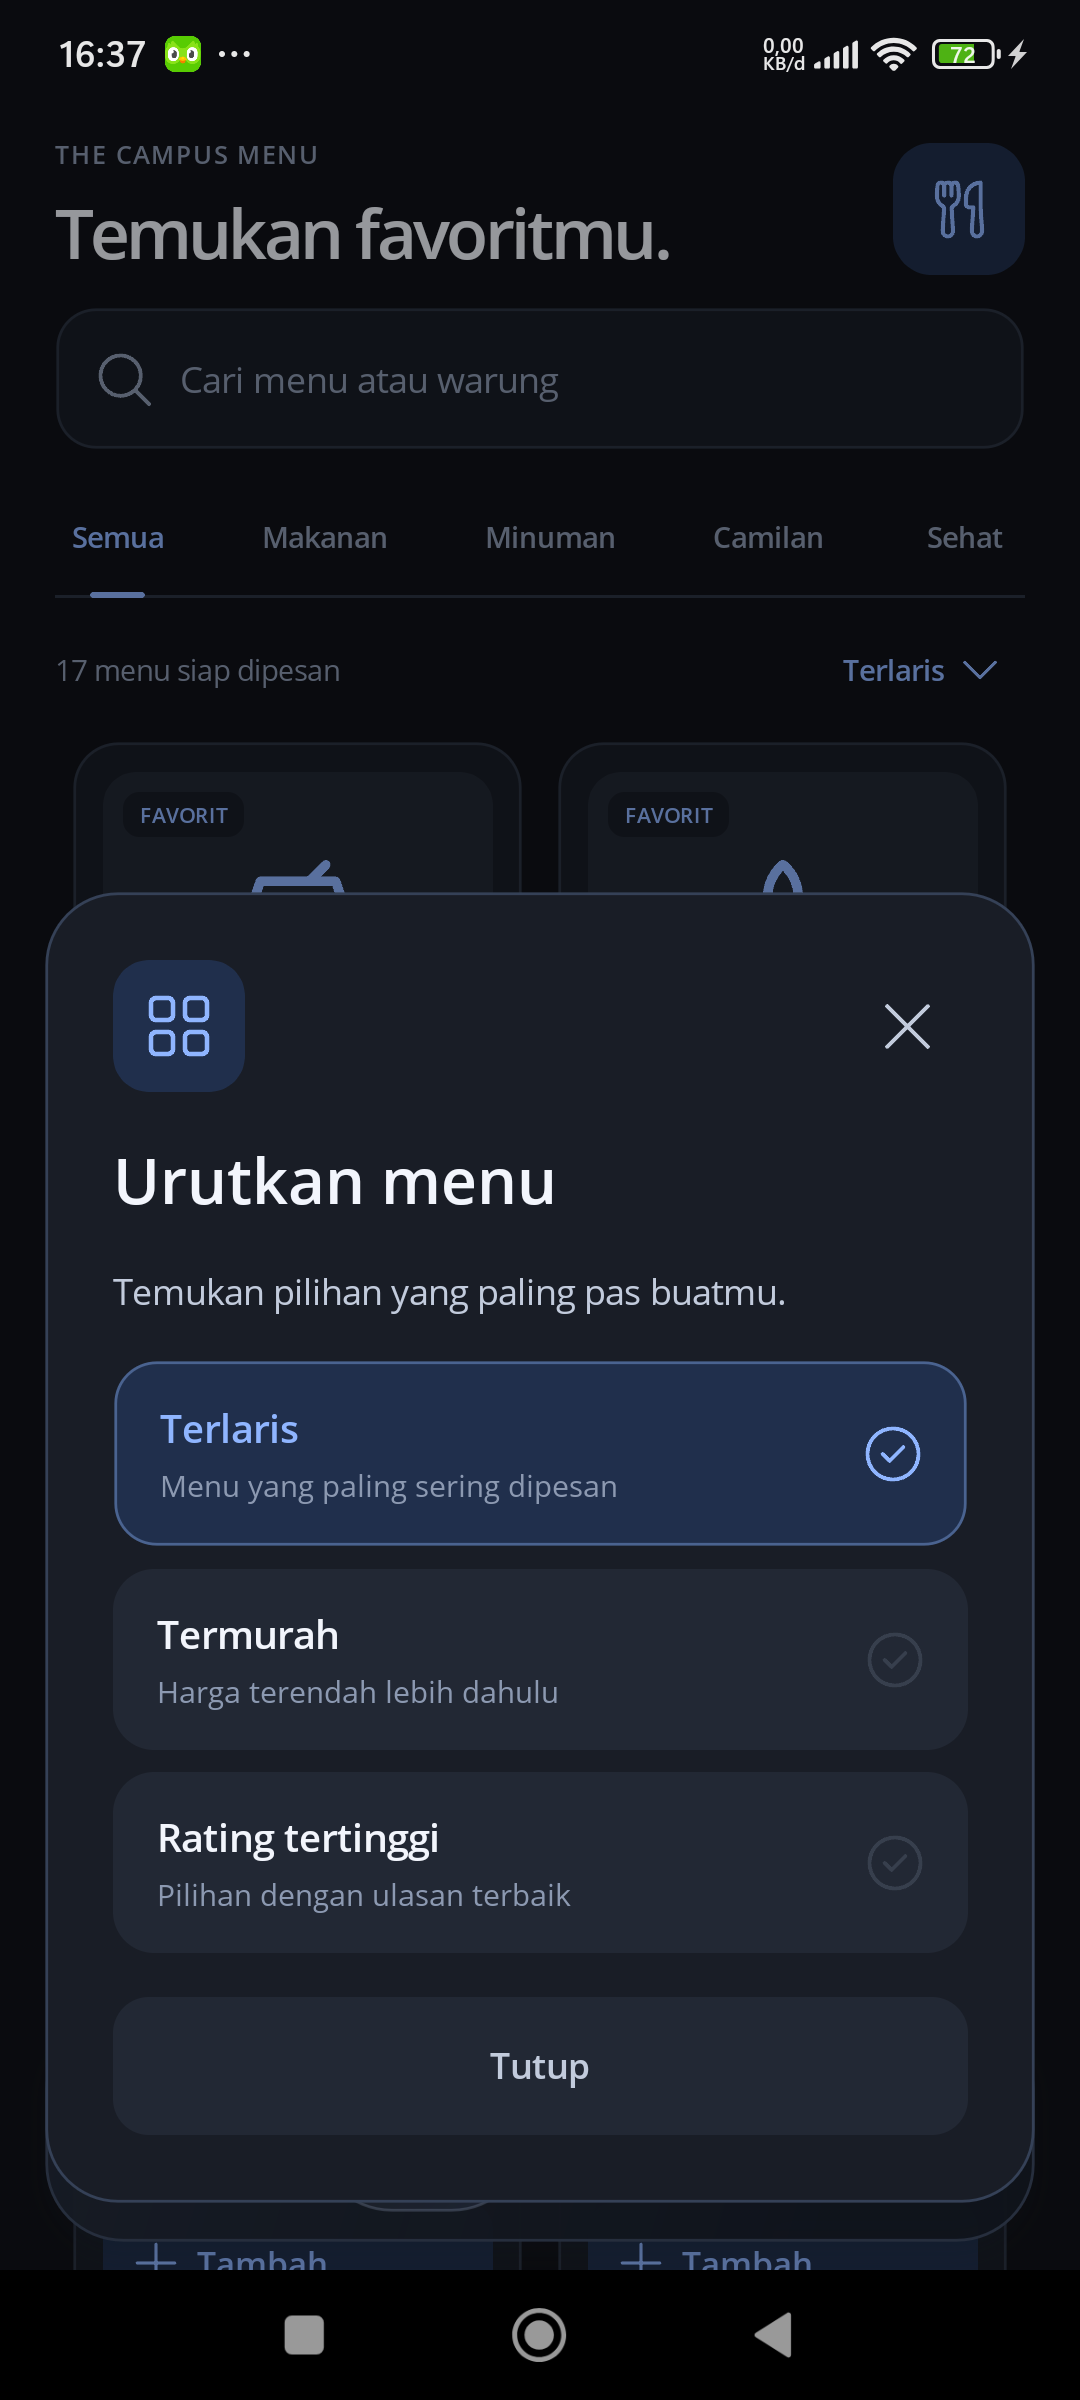 16:37
0,00
KB/d
72
THE CAMPUS MENU
Temukan favoritmu.
Cari menu atau warung
Semua Makanan Minuman Camilan Sehat
17 menu siap dipesan Terlaris
FAVORIT FAVORIT
Urutkan menu
Temukan pilihan yang paling pas buatmu.
Terlaris
Menu yang paling sering dipesan
Termurah
Harga terendah lebih dahulu
Rating tertinggi
Pilihan dengan ulasan terbaik
Tutup
Tambah Tambah